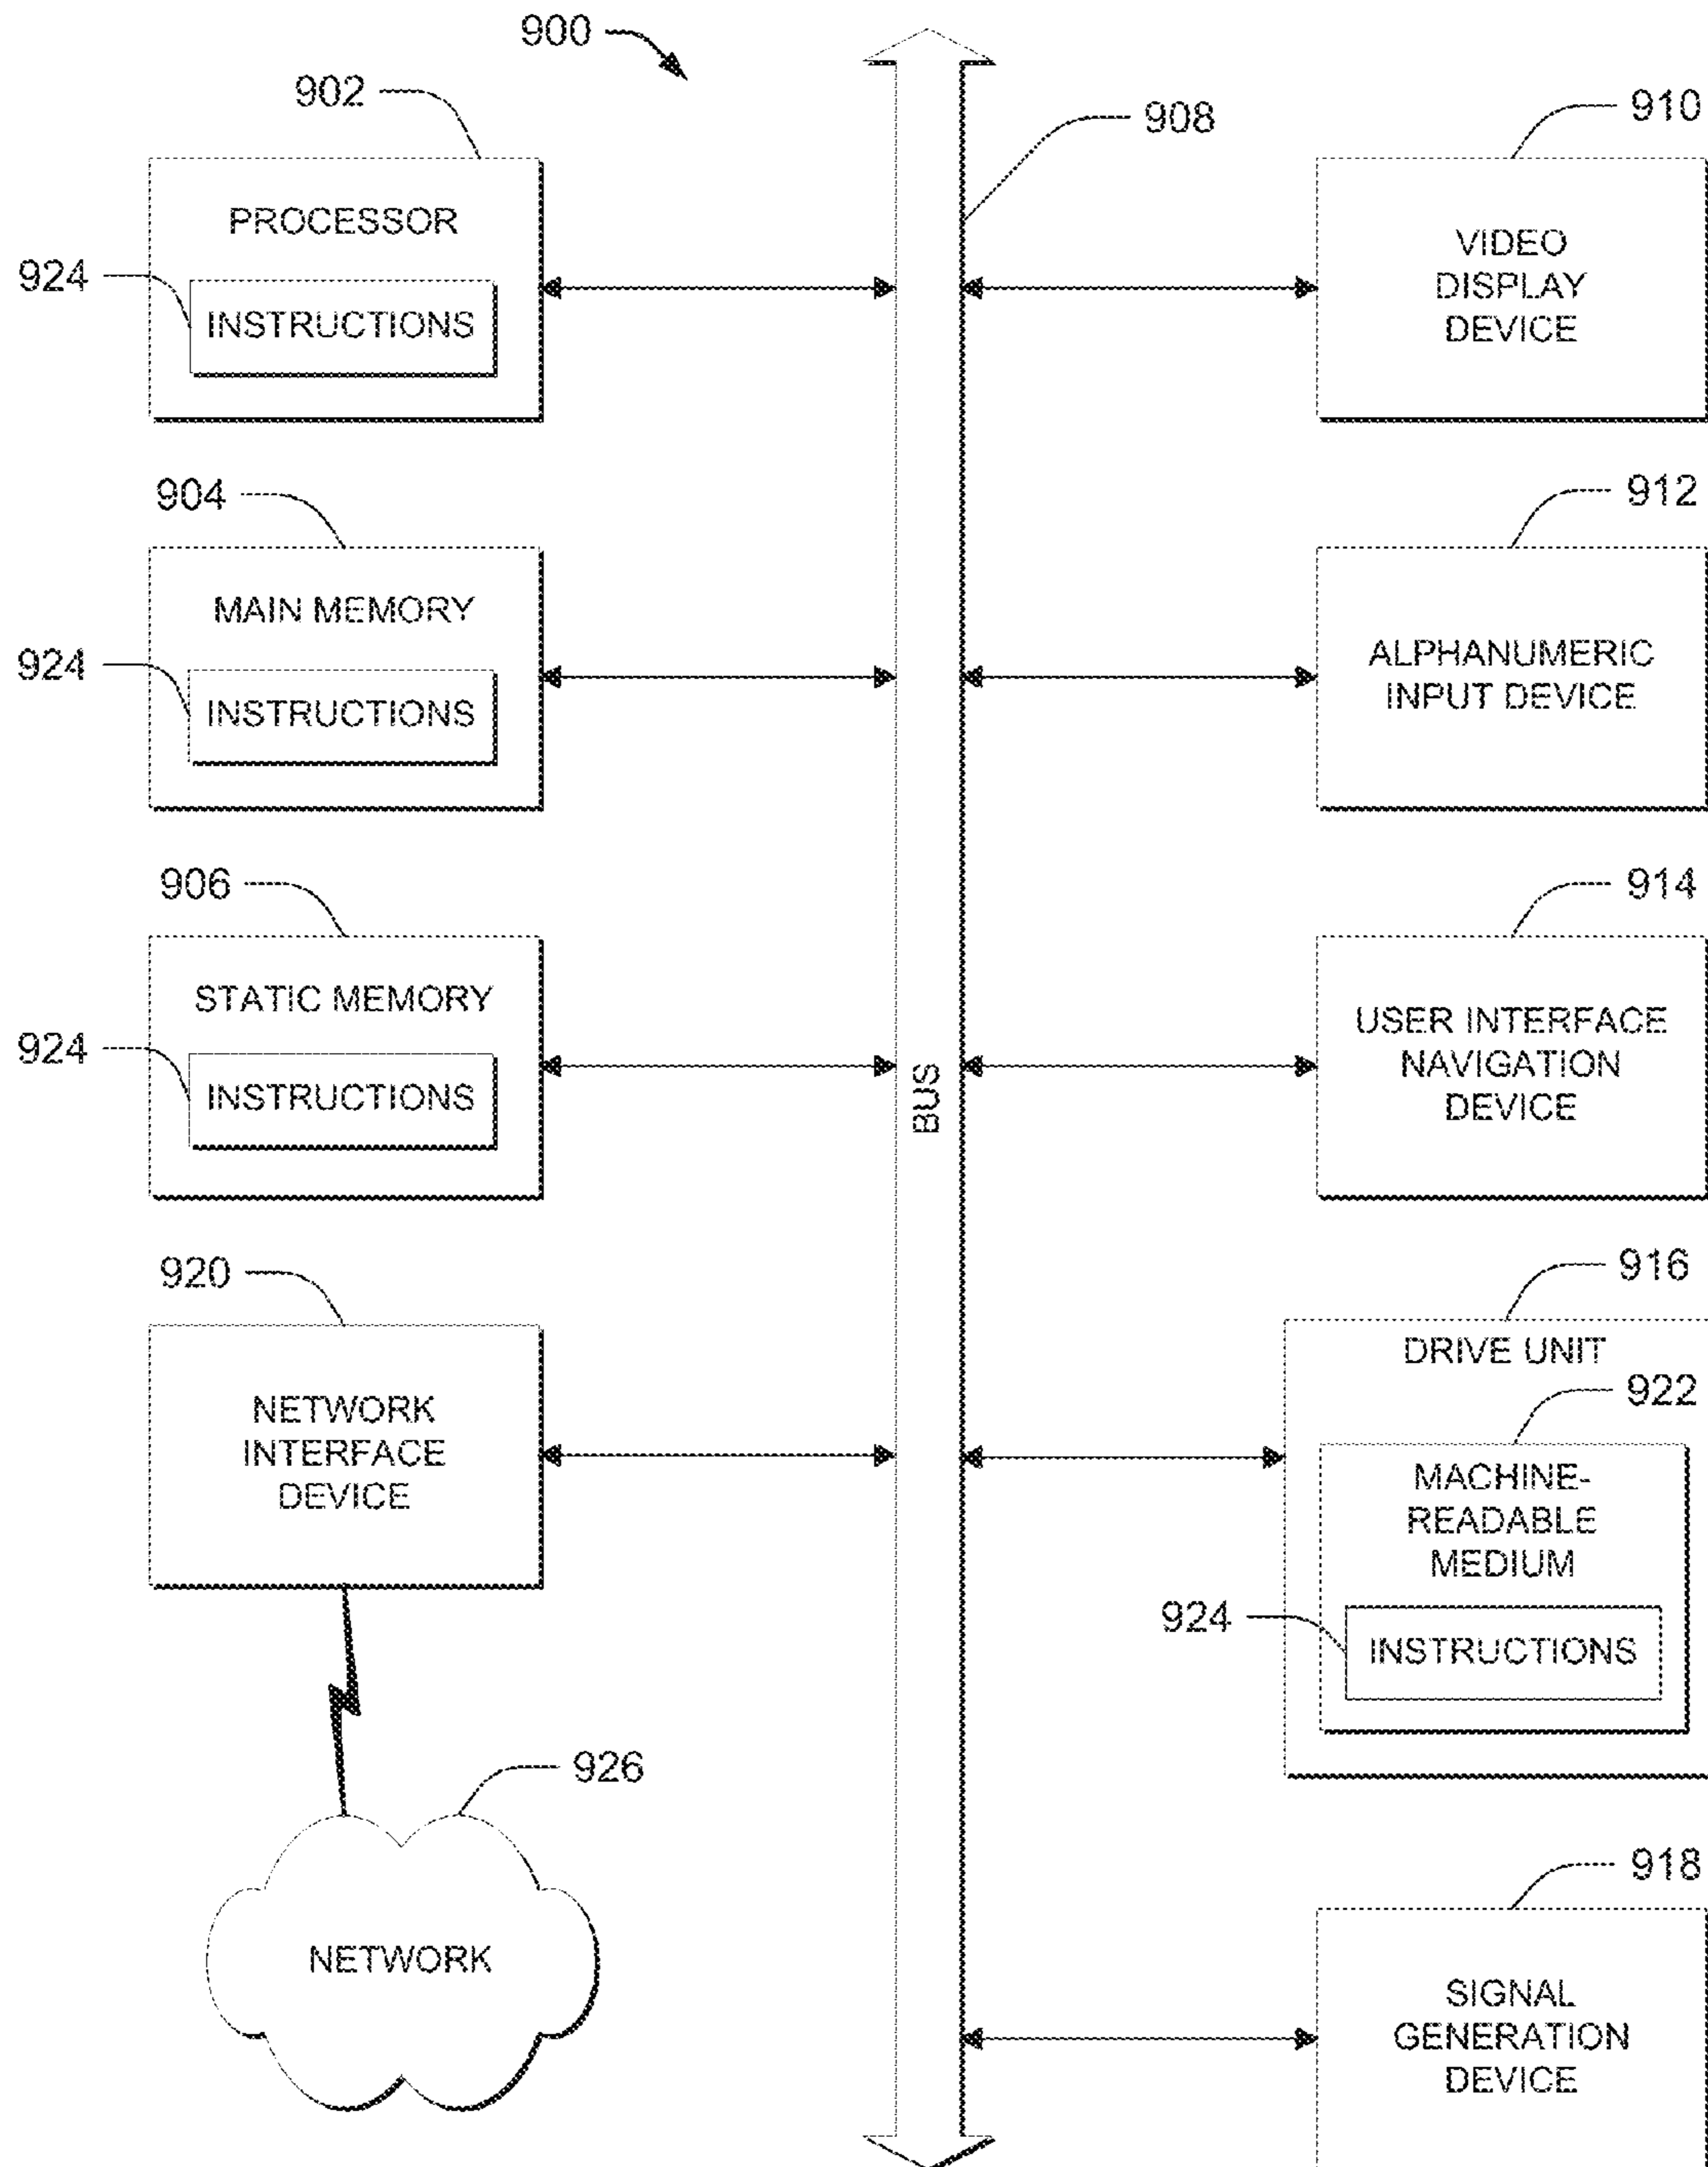 900
902
PROCESSOR
924
INSTRUCTIONS
904
MAIN MEMORY
924
INSTRUCTIONS
906
STATIC MEMORY
924
INSTRUCTIONS
920
NETWORK
INTERFACE
DEVICE
926
NETWORK
908
BUS
910
VIDEO
DISPLAY
DEVICE
912
ALPHANUMERIC
INPUT DEVICE
914
USER INTERFACE
NAVIGATION
DEVICE
916
DRIVE UNIT
922
MACHINE-
READABLE
MEDIUM
924
INSTRUCTIONS
918
SIGNAL
GENERATION
DEVICE